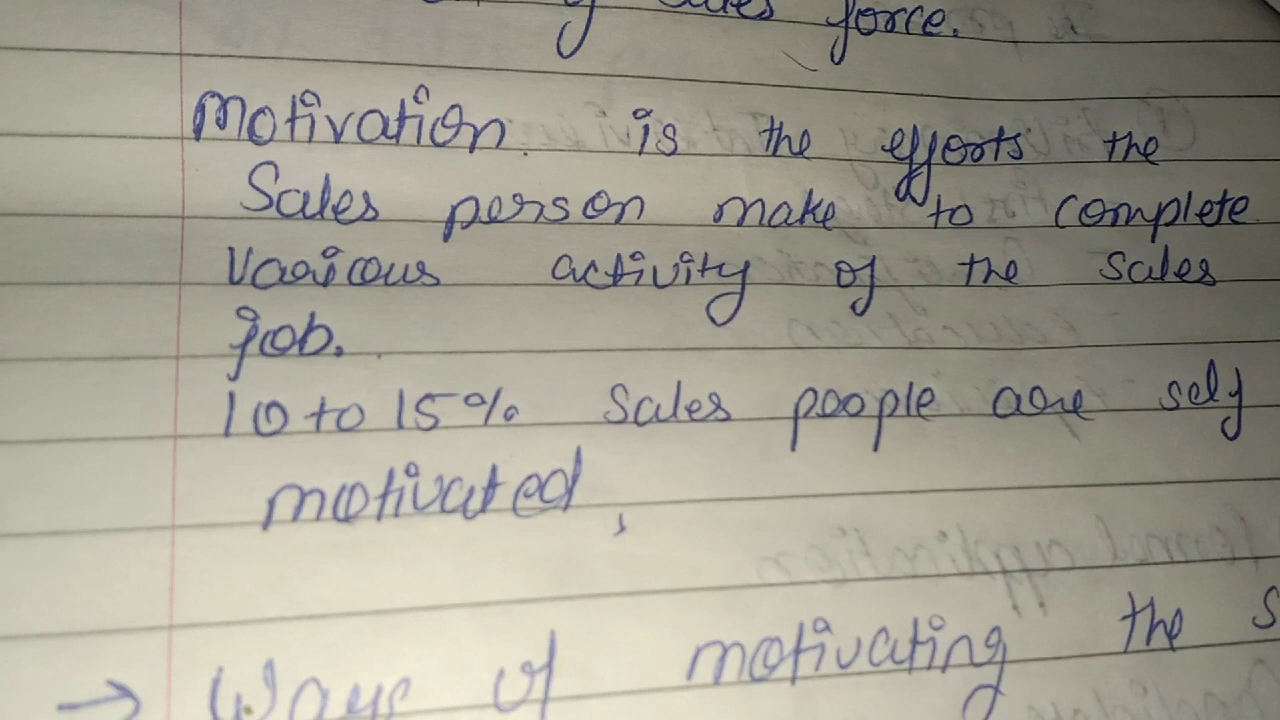 force.
Motivation is the efforts the
Sales person make to complete
Various activity of the sales
job.
10 to 15% Sales poople are self
motivated,
→ Ways of motivating the S